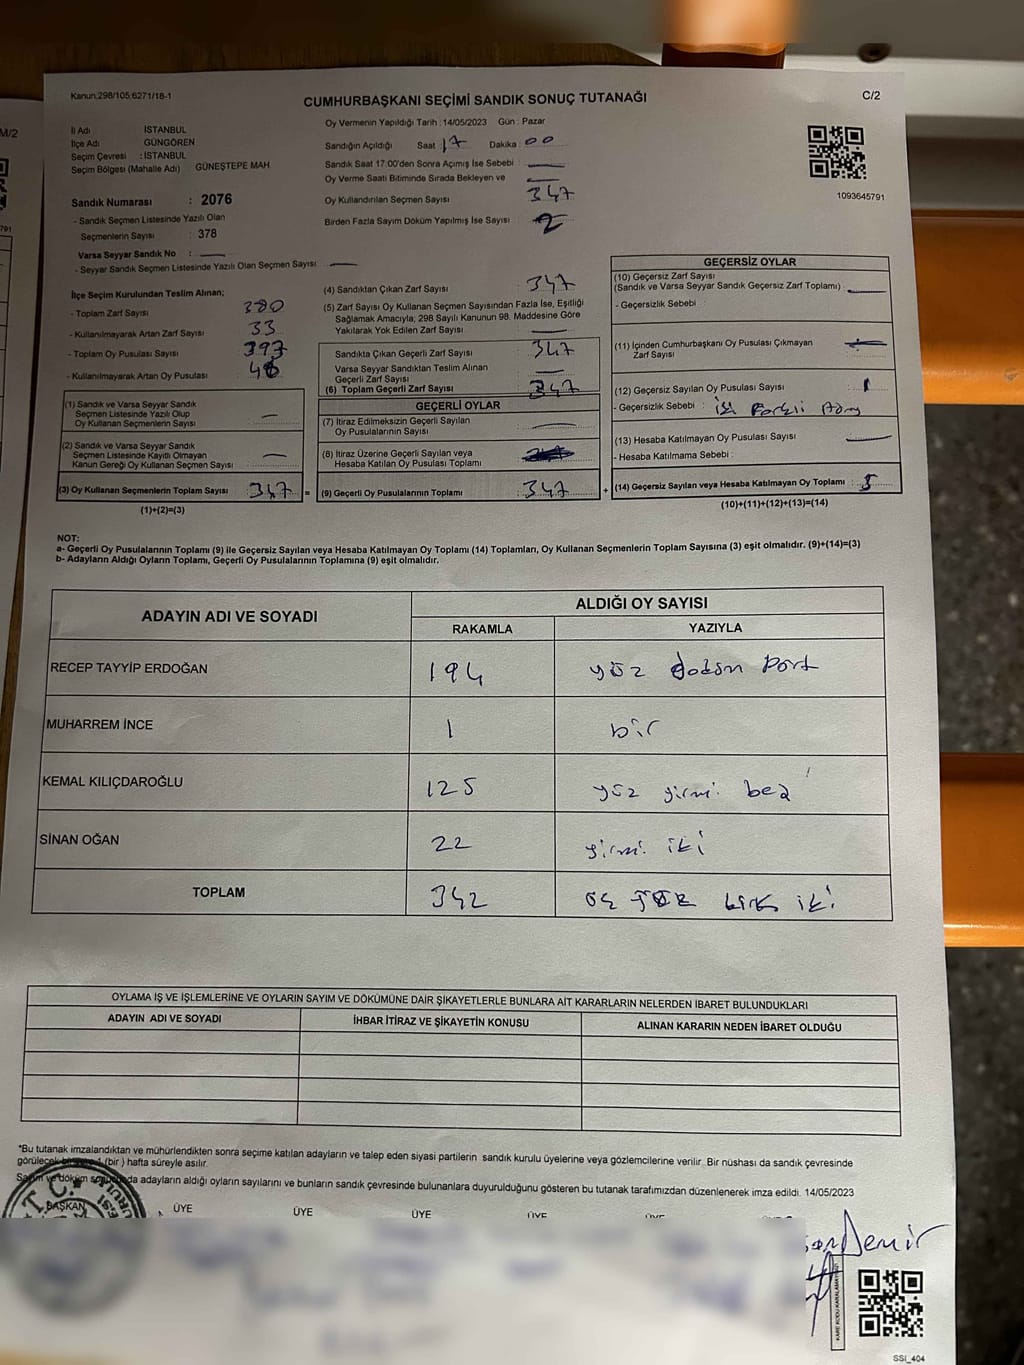 Kanun:298/105;6271/18-1
CUMHURBAŞKANI SEÇİMİ SANDIK SONUÇ TUTANAĞI
C/2
M/2
İl Adı İSTANBUL
İlçe Adı GÜNGÖREN
Seçim Çevresi : İSTANBUL
Seçim Bölgesi (Mahalle Adı) GÜNEŞTEPE MAH
Sandık Numarası : 2076
- Sandık Seçmen Listesinde Yazılı Olan
Seçmenlerin Sayısı : 378
Varsa Seyyar Sandık No :
- Seyyar Sandık Seçmen Listesinde Yazılı Olan Seçmen Sayısı
Oy Vermenin Yapıldığı Tarih : 14/05/2023 Gün : Pazar
Sandığın Açıldığı Saat 17 Dakika : 00
Sandık Saat 17:00'den Sonra Açımış İse Sebebi
Oy Verme Saati Bitiminde Sırada Bekleyen ve
Oy Kullandırılan Seçmen Sayısı 347
Birden Fazla Sayım Döküm Yapılmış İse Sayısı 2
1093645791
İlçe Seçim Kurulundan Teslim Alınan;
- Toplam Zarf Sayısı 380
- Kullanılmayarak Artan Zarf Sayısı 33
- Toplam Oy Pusulası Sayısı 397
- Kullanılmayarak Artan Oy Pusulası
(1) Sandık ve Varsa Seyyar Sandık
Seçmen Listesinde Yazılı Olup
Oy Kullanan Seçmenlerin Sayısı
(2) Sandık ve Varsa Seyyar Sandık
Seçmen Listesinde Kayıtlı Olmayan
Kanun Gereği Oy Kullanan Seçmen Sayısı
(3) Oy Kullanan Seçmenlerin Toplam Sayısı 347
(1)+(2)=(3)
(4) Sandıktan Çıkan Zarf Sayısı 347
(5) Zarf Sayısı Oy Kullanan Seçmen Sayısından Fazla İse, Eşitliği
Sağlamak Amacıyla; 298 Sayılı Kanunun 98. Maddesine Göre
Yakılarak Yok Edilen Zarf Sayısı
Sandıkta Çıkan Geçerli Zarf Sayısı 347
Varsa Seyyar Sandıktan Teslim Alınan
Geçerli Zarf Sayısı
(6) Toplam Geçerli Zarf Sayısı 347
GEÇERLİ OYLAR
(7) İtiraz Edilmeksizin Geçerli Sayılan
Oy Pusulalarının Sayısı
(8) İtiraz Üzerine Geçerli Sayılan veya
Hesaba Katılan Oy Pusulası Toplamı
= (9) Geçerli Oy Pusulalarının Toplamı : 347 +
GEÇERSİZ OYLAR
(10) Geçersiz Zarf Sayısı
(Sandık ve Varsa Seyyar Sandık Geçersiz Zarf Toplamı) :
- Geçersizlik Sebebi :
(11) İçinden Cumhurbaşkanı Oy Pusulası Çıkmayan
Zarf Sayısı
(12) Geçersiz Sayılan Oy Pusulası Sayısı
- Geçersizlik Sebebi :
(13) Hesaba Katılmayan Oy Pusulası Sayısı
- Hesaba Katılmama Sebebi :
(14) Geçersiz Sayılan veya Hesaba Katılmayan Oy Toplamı : 5
(10)+(11)+(12)+(13)=(14)
NOT:
a- Geçerli Oy Pusulalarının Toplamı (9) ile Geçersiz Sayılan veya Hesaba Katılmayan Oy Toplamı (14) Toplamları, Oy Kullanan Seçmenlerin Toplam Sayısına (3) eşit olmalıdır. (9)+(14)=(3)
b- Adayların Aldığı Oyların Toplamı, Geçerli Oy Pusulalarının Toplamına (9) eşit olmalıdır.
ADAYIN ADI VE SOYADI ALDIĞI OY SAYISI
RAKAMLA YAZIYLA
RECEP TAYYİP ERDOĞAN 194 yüz doksan dört
MUHARREM İNCE 1 bir
KEMAL KILIÇDAROĞLU 125 yüz yirmi beş
SİNAN OĞAN 22 yirmi iki
TOPLAM 342 üç yüz kırk iki
OYLAMA İŞ VE İŞLEMLERİNE VE OYLARIN SAYIM VE DÖKÜMÜNE DAİR ŞİKAYETLERLE BUNLARA AİT KARARLARIN NELERDEN İBARET BULUNDUKLARI
ADAYIN ADI VE SOYADI İHBAR İTİRAZ VE ŞİKAYETİN KONUSU ALINAN KARARIN NEDEN İBARET OLDUĞU
*Bu tutanak imzalandıktan ve mühürlendikten sonra seçime katılan adayların ve talep eden siyasi partilerin sandık kurulu üyelerine veya gözlemcilerine verilir. Bir nüshası da sandık çevresinde
görülecek (bir ) hafta süreyle asılır.
Sayım ve döküm adayların aldığı oyların sayılarını ve bunların sandık çevresinde bulunanlara duyurulduğunu gösteren bu tutanak tarafımızdan düzenlenerek imza edildi. 14/05/2023
BAŞKAN ÜYE ÜYE ÜYE ÜYE
T.C.
Demir
SSI_404